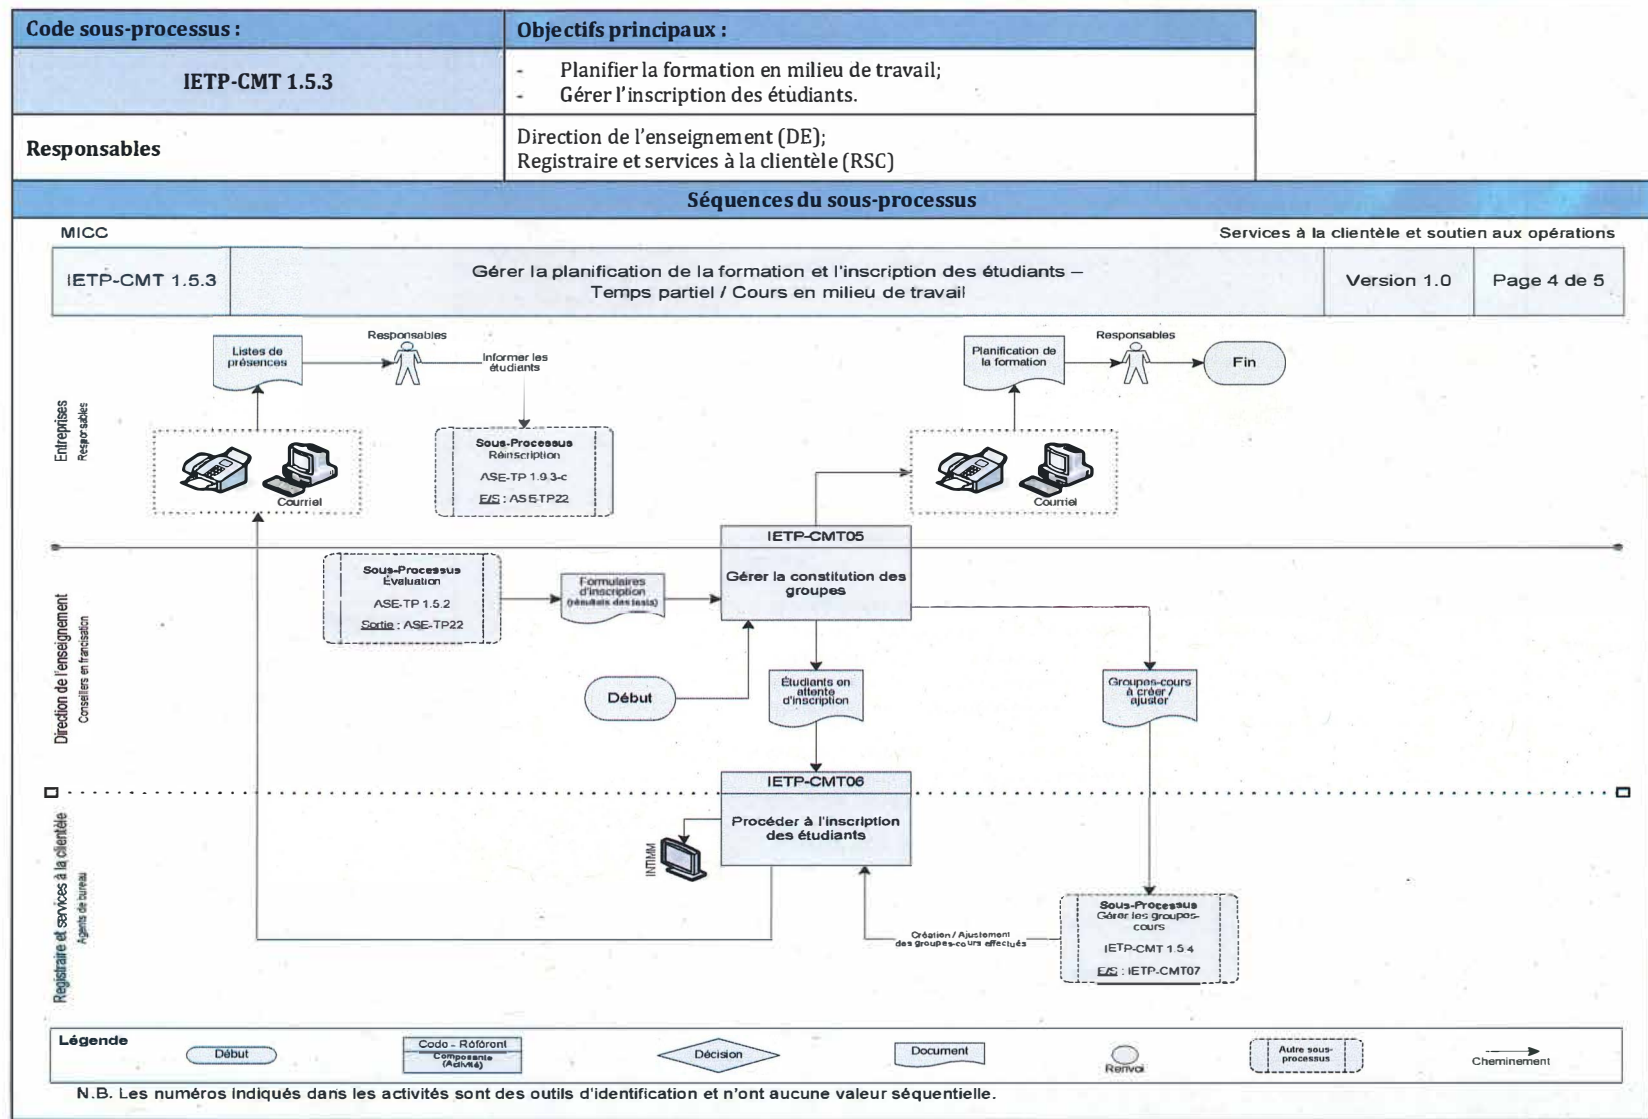 Code sous-processus :
Objectifs principaux :
IETP-CMT 1.5.3
- Planifier la formation en milieu de travail;
- Gérer l'inscription des étudiants.
Responsables
Direction de l'enseignement (DE);
Registraire et services à la clientèle (RSC)
Séquences du sous-processus
MICC
Services à la clientèle et soutien aux opérations
IETP-CMT 1.5.3
Gérer la planification de la formation et l'inscription des étudiants –
Temps partiel / Cours en milieu de travail
Version 1.0
Page 4 de 5
Entreprises
Responsables
Listes de
présences
Responsables
Informer les
étudiants
Planification de
la formation
Responsables
Fin
Courriel
Sous-Processus
Réinscription
ASE-TP 1.9.3-c
E/S : ASE-TP22
Courriel
Direction de l'enseignement
Conseillers en francisation
Sous-Processus
Évaluation
ASE-TP 1.5.2
Sortie : ASE-TP22
Formulaires
d'inscription
(résultats des tests)
IETP-CMT05
Gérer la constitution des
groupes
Début
Étudiants en
attente
d'inscription
Groupes-cours
à créer /
ajuster
Registraire et services à la clientèle
Agents de bureau
IETP-CMT06
Procéder à l'inscription
des étudiants
INTIMM
Création / Ajustement
des groupes-cours effectués
Sous-Processus
Gérer les groupes-
cours
IETP-CMT 1.5.4
E/S : IETP-CMT07
Légende
Début
Code - Référent
Composante
(Activité)
Décision
Document
Renvoi
Autre sous-
processus
Cheminement
N.B. Les numéros indiqués dans les activités sont des outils d'identification et n'ont aucune valeur séquentielle.